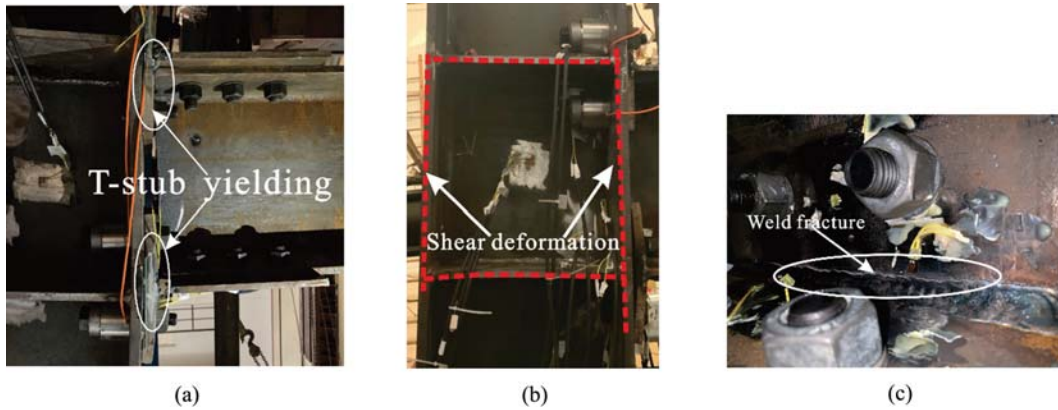 T-stub yielding
Shear deformation
Weld fracture
(a)
(b)
(c)